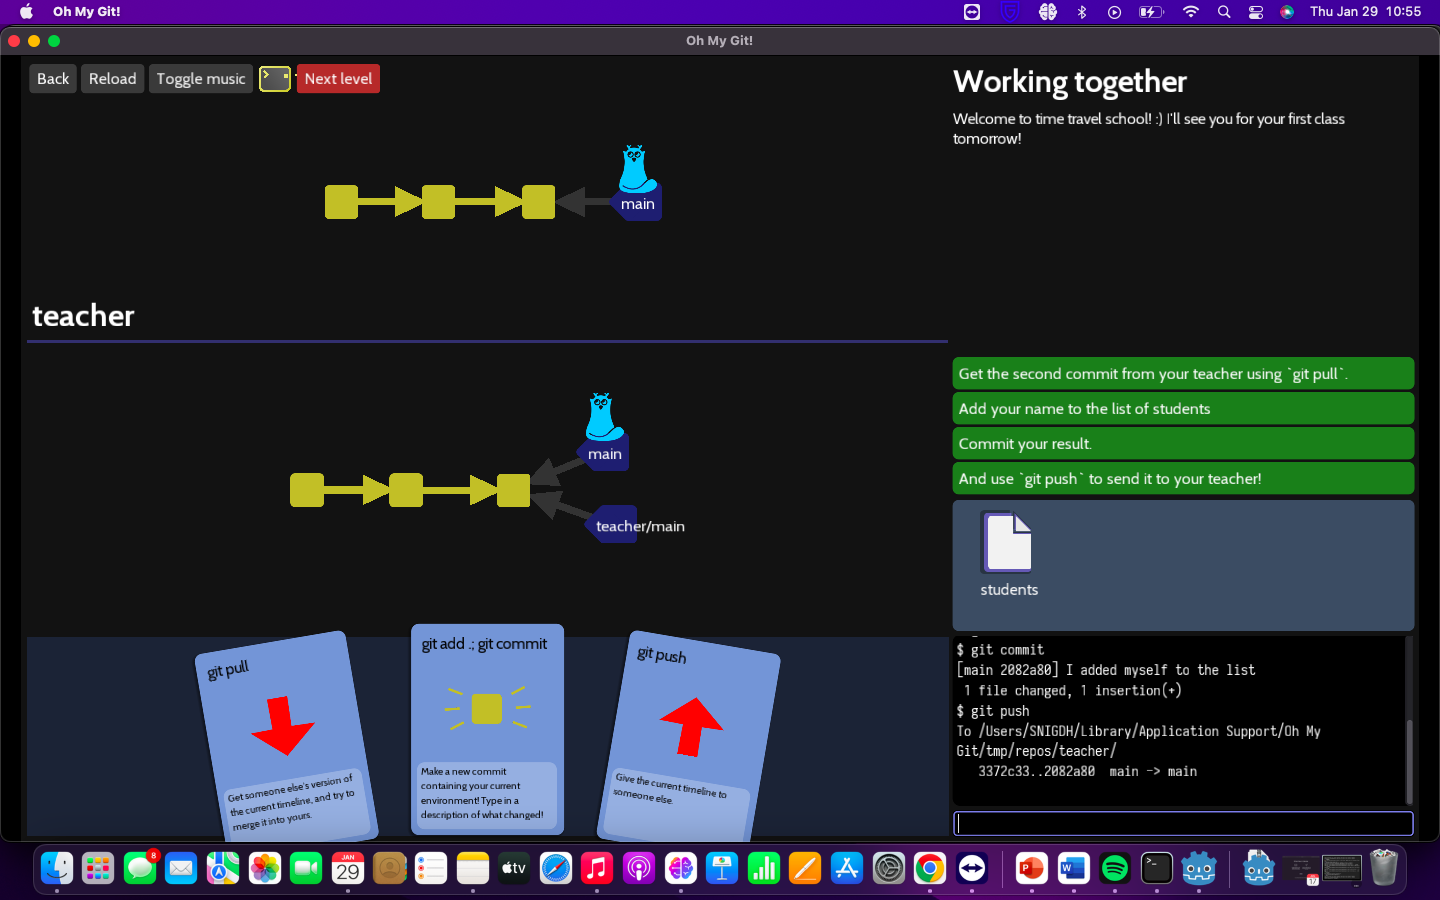 Oh My Git!
Thu Jan 29 10:55
Oh My Git!
Back
Reload
Toggle music
Next level
main
teacher
main
teacher/main
git pull
Get someone else's version of
the current timeline, and try to
merge it into yours.
git add .; git commit
Make a new commit
containing your current
environment! Type in a
description of what changed!
git push
Give the current timeline to
someone else.
Working together
Welcome to time travel school! :) I'll see you for your first class
tomorrow!
Get the second commit from your teacher using `git pull`.
Add your name to the list of students
Commit your result.
And use `git push` to send it to your teacher!
students
$ git commit
[main 2082a80] I added myself to the list
1 file changed, 1 insertion(+)
$ git push
To /Users/SNIGDH/Library/Application Support/Oh My
Git/tmp/repos/teacher/
3372c33..2082a80 main -> main
8
JAN
29
tv
17